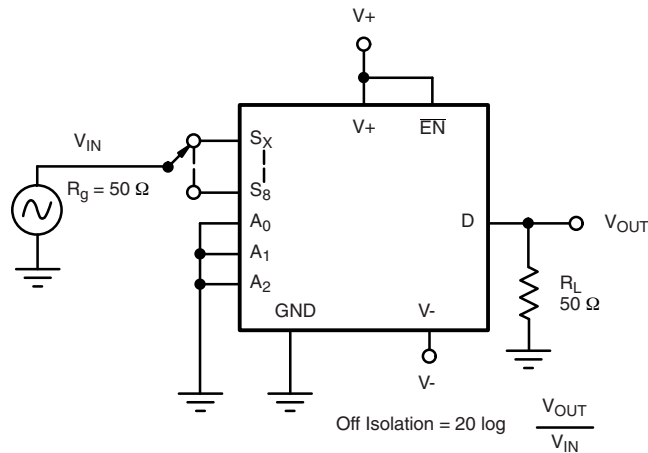 V+
V+
EN
VIN
SX
Rg = 50 Ω
S8
A0
D
VOUT
A1
A2
RL
50 Ω
GND
V-
V-
Off Isolation = 20 log VOUT
VIN